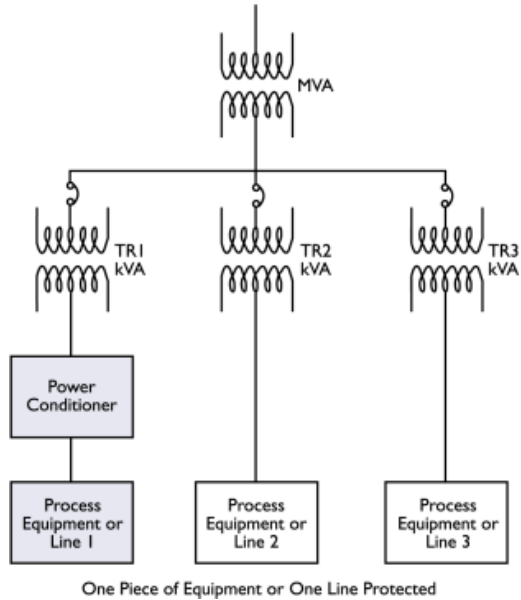 MVA
TR1
kVA
TR2
kVA
TR3
kVA
Power
Conditioner
Process
Equipment or
Line 1
Process
Equipment or
Line 2
Process
Equipment or
Line 3
One Piece of Equipment or One Line Protected